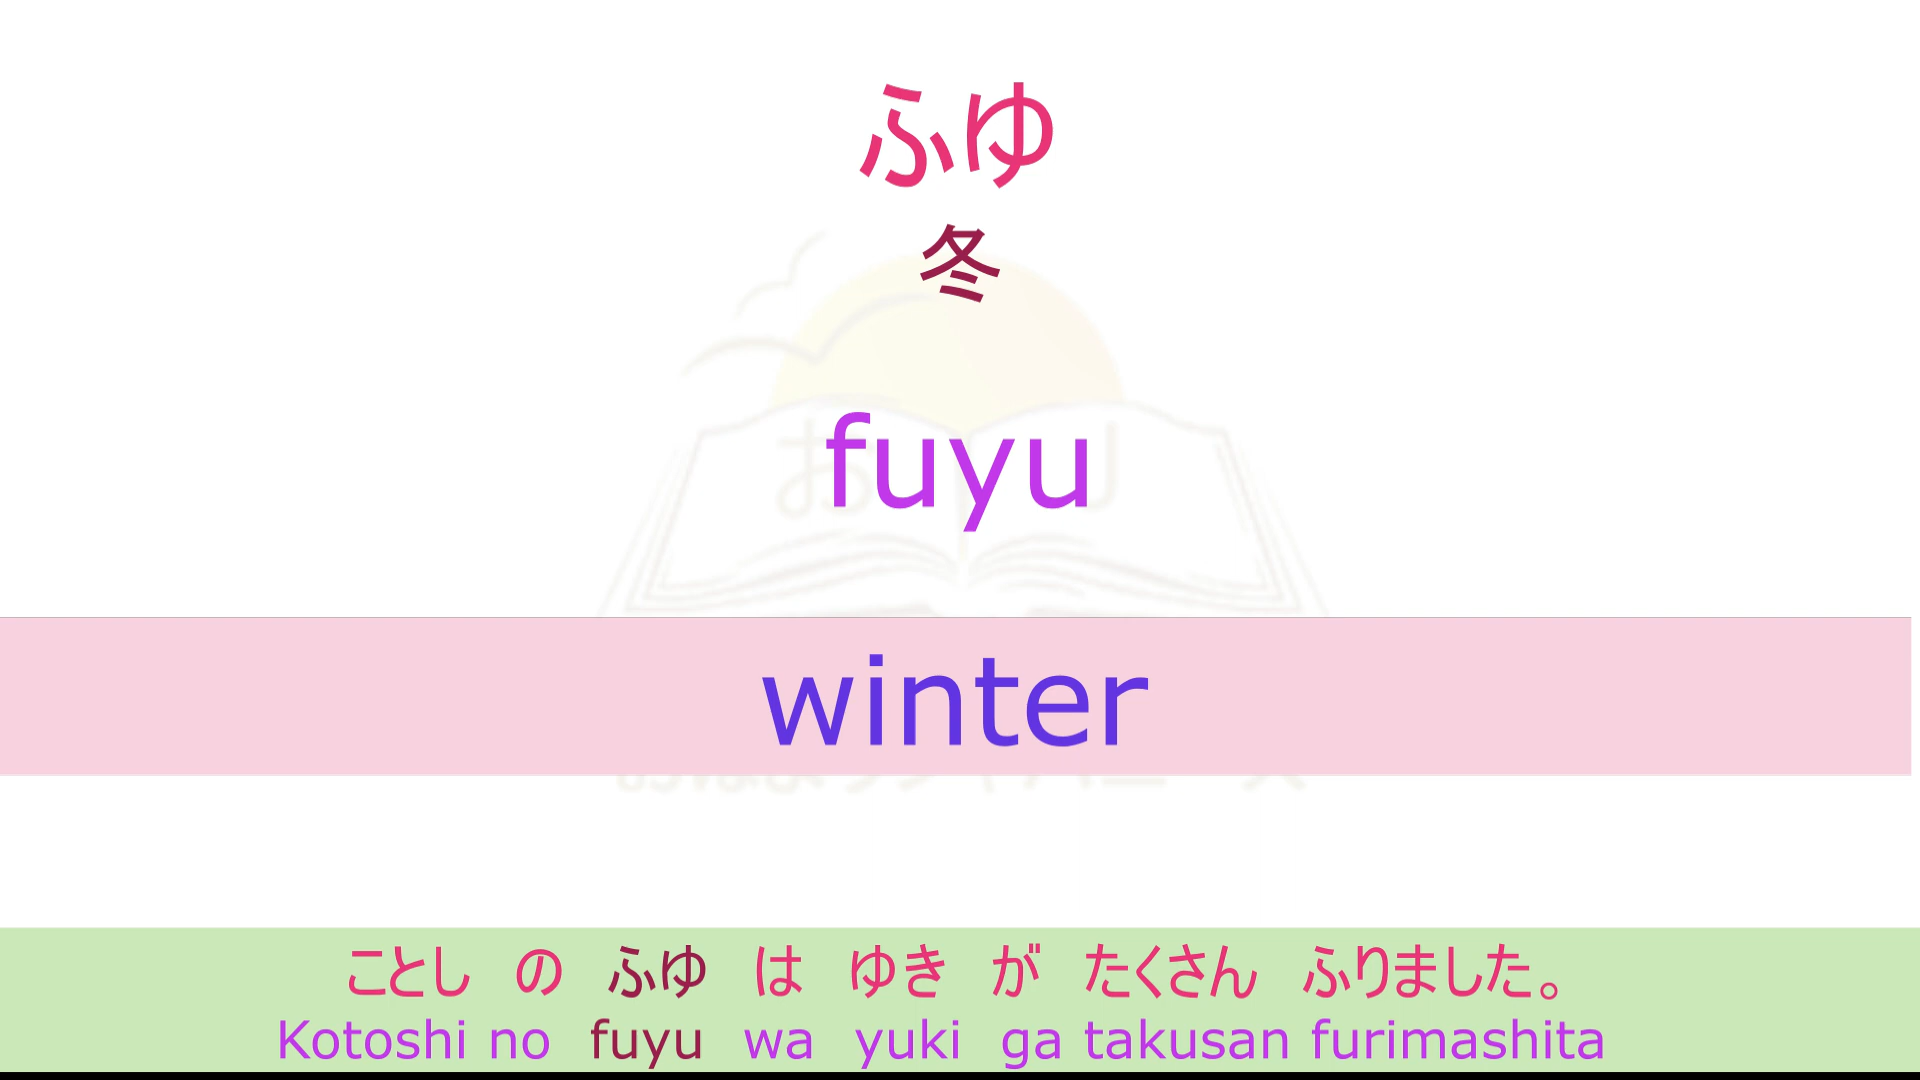 ふゆ
冬
fuyu
winter
ことし の ふゆ は ゆき が たくさん ふりました。
Kotoshi no fuyu wa yuki ga takusan furimashita